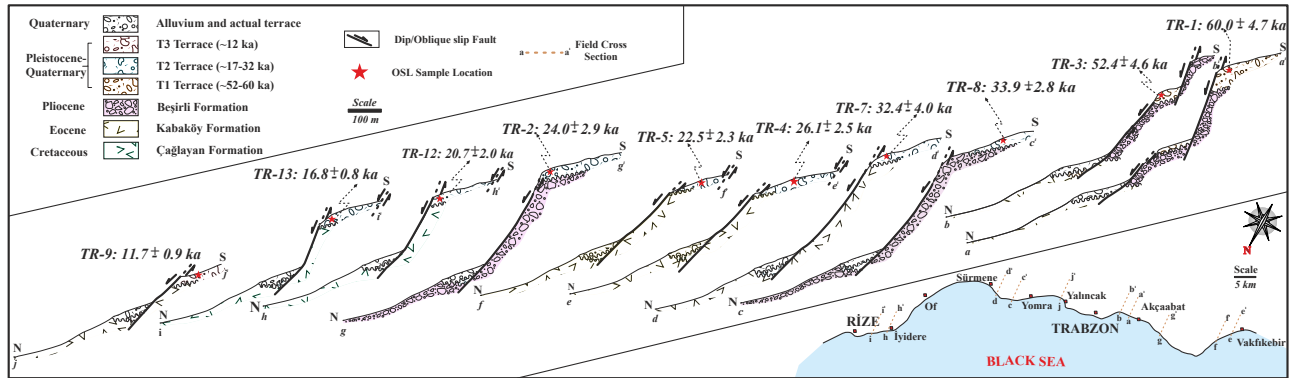 Quaternary
Alluvium and actual terrace
Pleistocene-
Quaternary
T3 Terrace (~12 ka)
T2 Terrace (~17-32 ka)
T1 Terrace (~52-60 ka)
Pliocene
Beşirli Formation
Eocene
Kabaköy Formation
Cretaceous
Çağlayan Formation
Dip/Oblique slip Fault
OSL Sample Location
Scale
100 m
a a'
Field Cross
Section
TR-9: 11.7 ± 0.9 ka
N
j
S
j'
TR-13: 16.8 ± 0.8 ka
N
i
S
i'
TR-12: 20.7 ± 2.0 ka
N
h
S
h'
TR-2: 24.0 ± 2.9 ka
N
g
S
g'
TR-5: 22.5 ± 2.3 ka
N
f
S
f
TR-4: 26.1 ± 2.5 ka
N
e
S
e'
TR-7: 32.4 ± 4.0 ka
N
d
S
d'
TR-8: 33.9 ± 2.8 ka
N
c
S
c'
TR-3: 52.4 ± 4.6 ka
N
b
S
b'
TR-1: 60.0 ± 4.7 ka
N
a
S
a'
N
Scale
5 km
RİZE
i
i'
İyidere
h
h'
Of
Sürmene
d
d'
c
c'
Yomra
j
j'
Yalıncak
TRABZON
b
b'
a
a'
Akçaabat
g
g'
f
f'
e
e'
Vakfıkebir
BLACK SEA